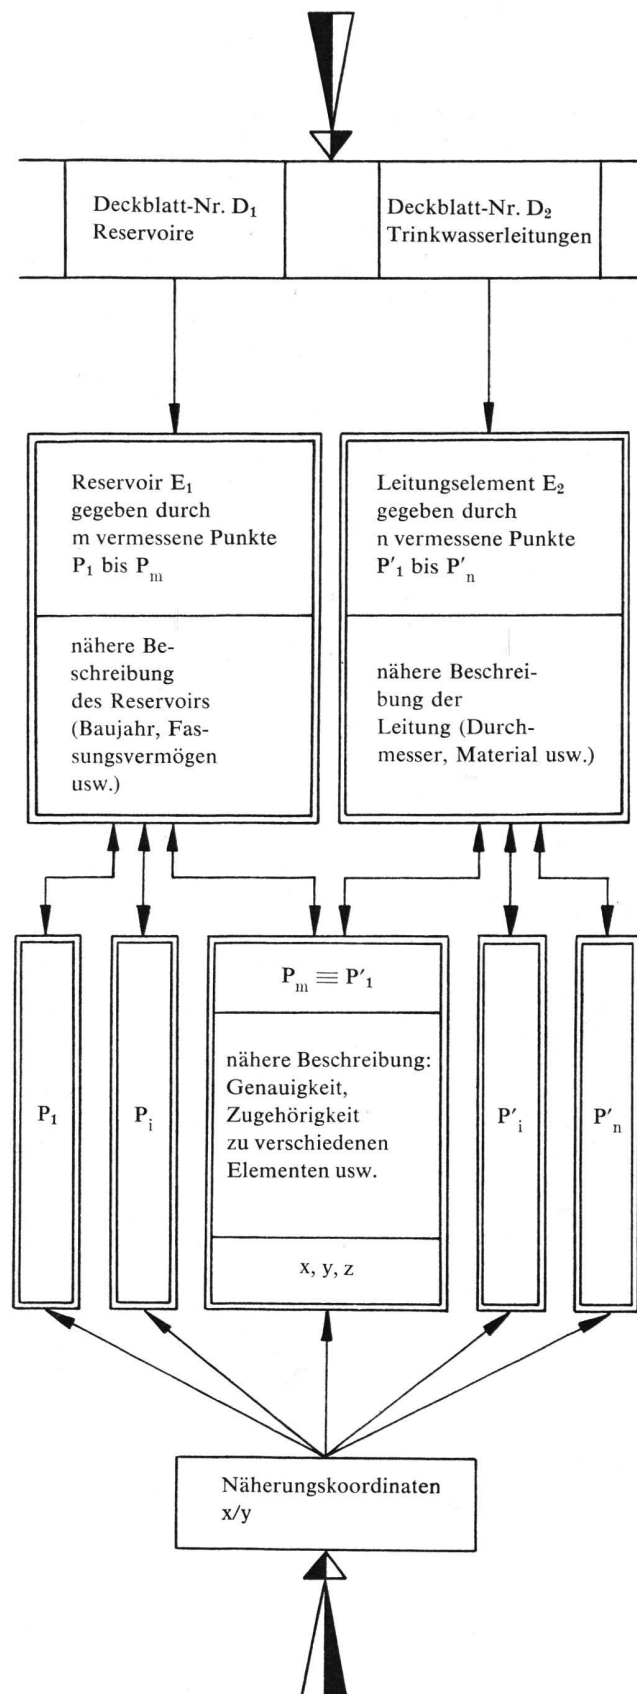 Deckblatt-Nr. D₁
Reservoire
Deckblatt-Nr. D₂
Trinkwasserleitungen
Reservoir E₁
gegeben durch
m vermessene Punkte
P₁ bis Pₘ
Leitungselement E₂
gegeben durch
n vermessene Punkte
P′₁ bis P′ₙ
nähere Be-
schreibung
des Reservoirs
(Baujahr, Fas-
sungsvermögen
usw.)
nähere Beschrei-
bung der
Leitung (Durch-
messer, Material usw.)
P₁
Pᵢ
Pₘ ≡ P′₁
nähere Beschreibung:
Genauigkeit,
Zugehörigkeit
zu verschiedenen
Elementen usw.
x, y, z
P′ᵢ
P′ₙ
Näherungskoordinaten
x/y